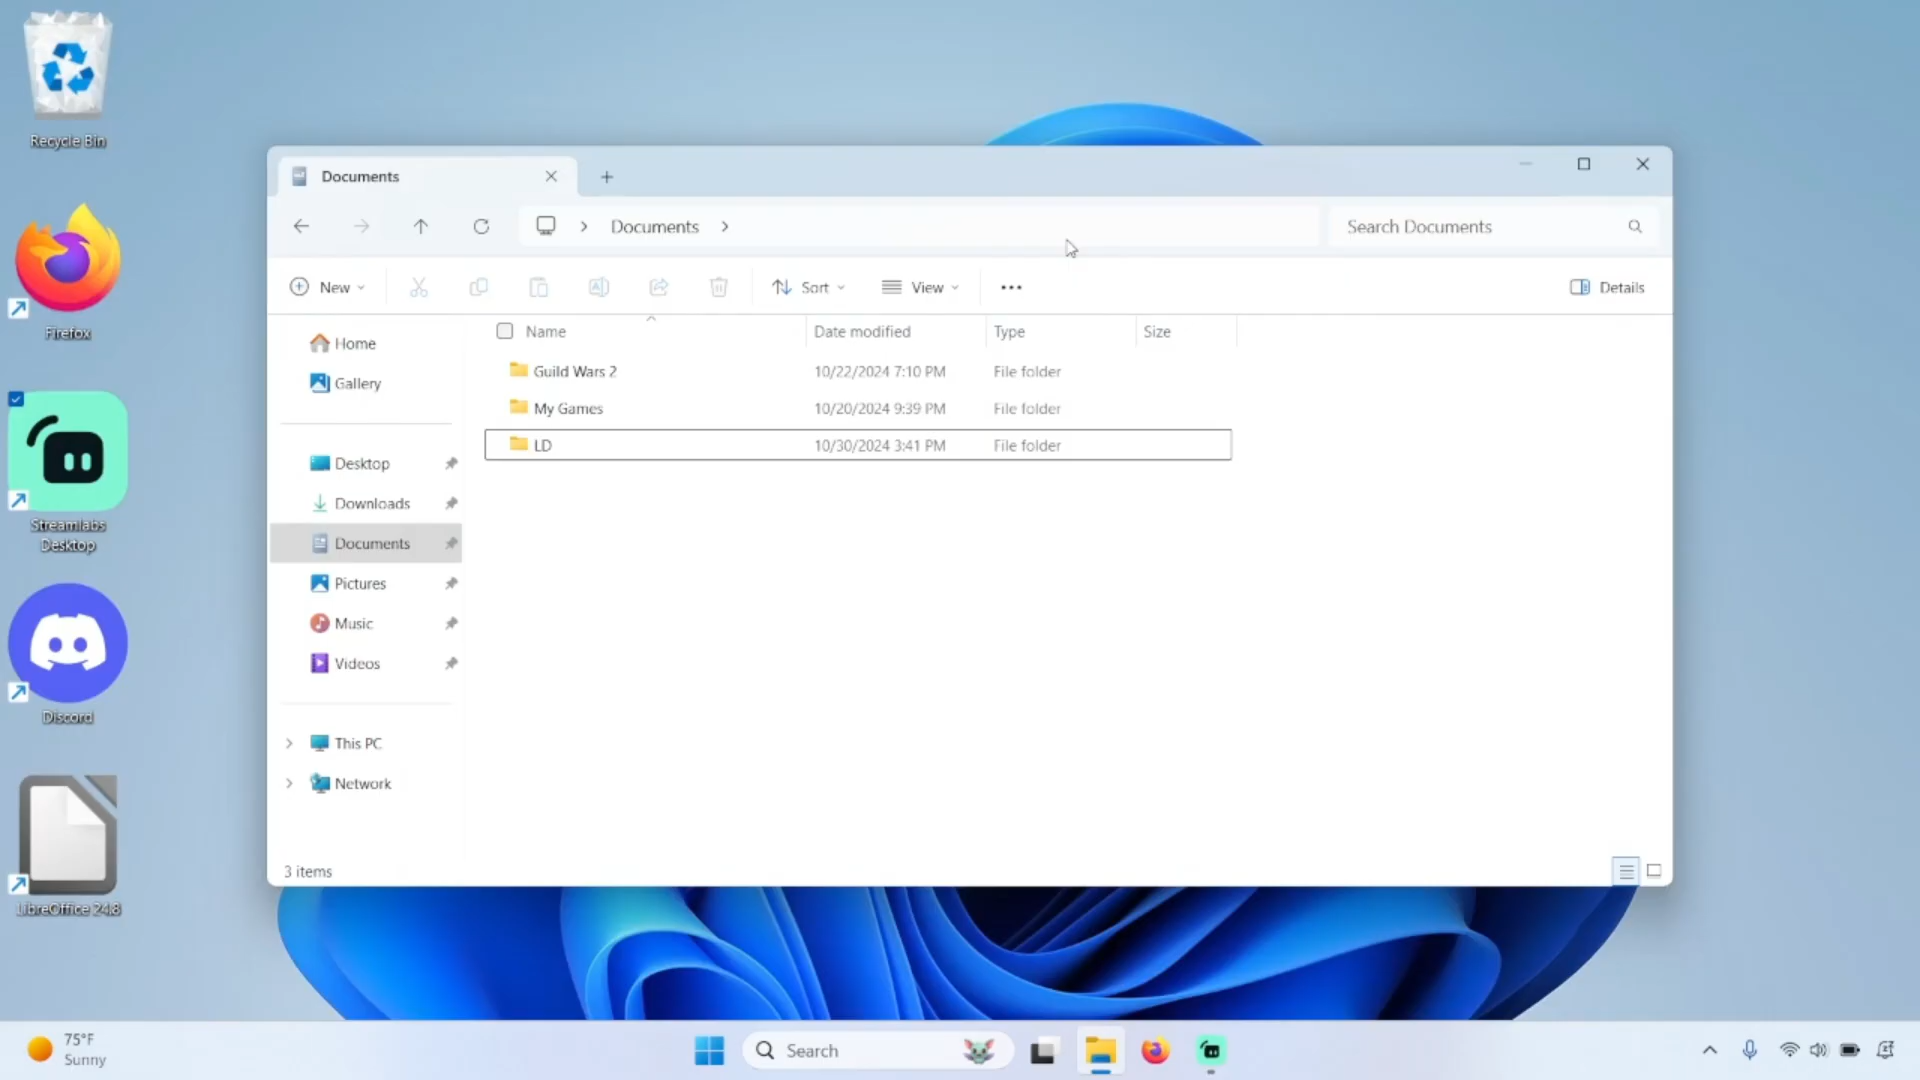 Recycle Bin
Firefox
Streamlabs
Desktop
Discord
LibreOffice 24.8
Documents
Documents
Search Documents
New
Sort
View
Details
Name
Date modified
Type
Size
Home
Gallery
Desktop
Downloads
Documents
Pictures
Music
Videos
This PC
Network
Guild Wars 2
10/22/2024 7:10 PM
File folder
My Games
10/20/2024 9:39 PM
File folder
LD
10/30/2024 3:41 PM
File folder
3 items
75°F
Sunny
Search